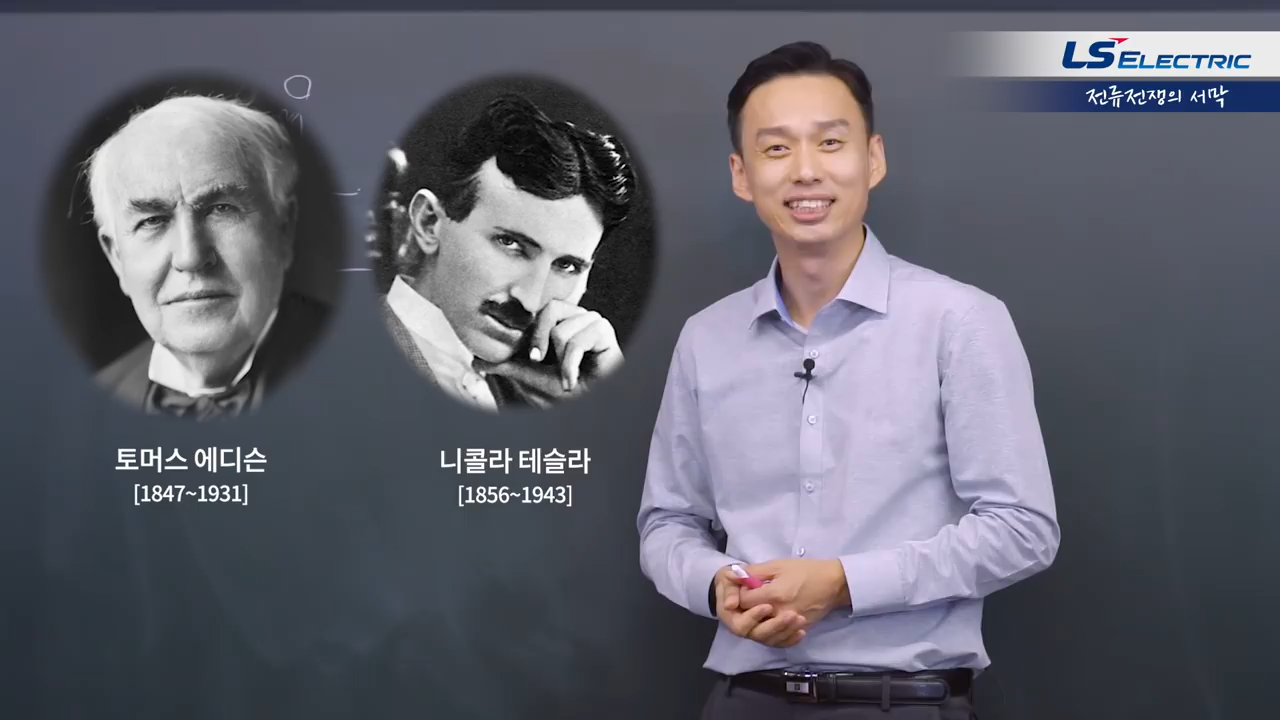 LS ELECTRIC
전류전쟁의 서막
토머스 에디슨
[1847~1931]
니콜라 테슬라
[1856~1943]